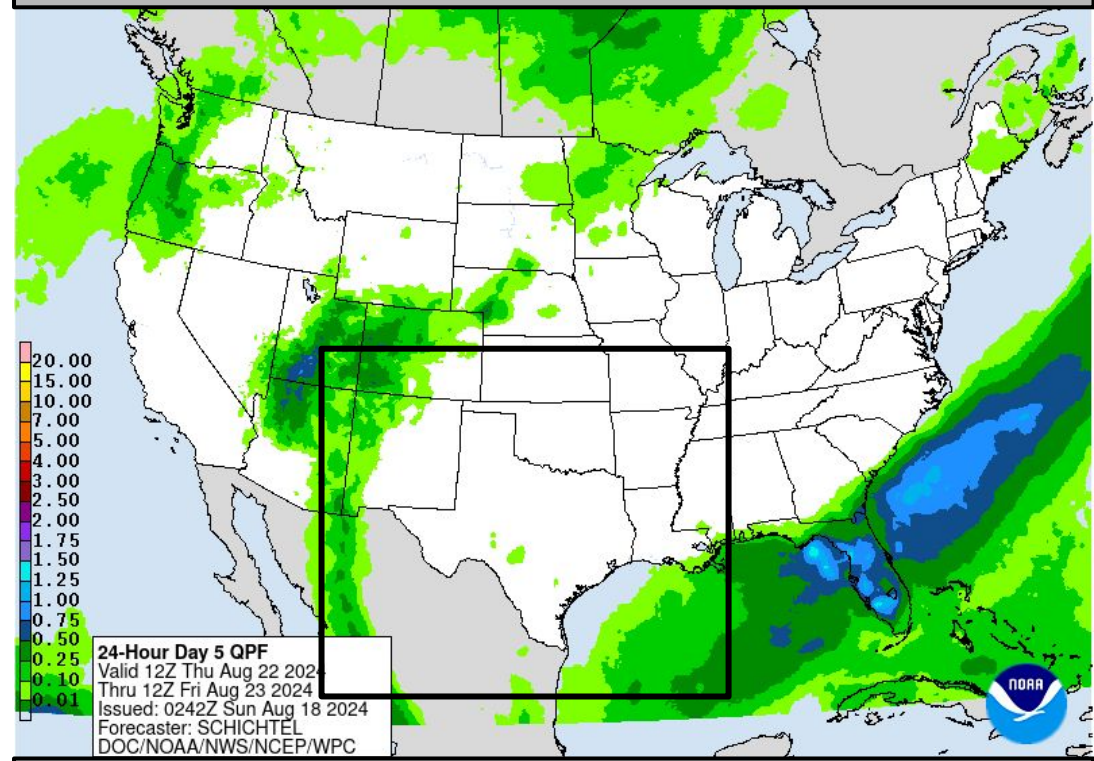 20.00
15.00
10.00
7.00
5.00
4.00
3.00
2.50
2.00
1.75
1.50
1.25
1.00
0.75
0.50
0.25
0.10
0.01
24-Hour Day 5 QPF
Valid 12Z Thu Aug 22 2024
Thru 12Z Fri Aug 23 2024
Issued: 0242Z Sun Aug 18 2024
Forecaster: SCHICHTEL
DOC/NOAA/NWS/NCEP/WPC
NOAA